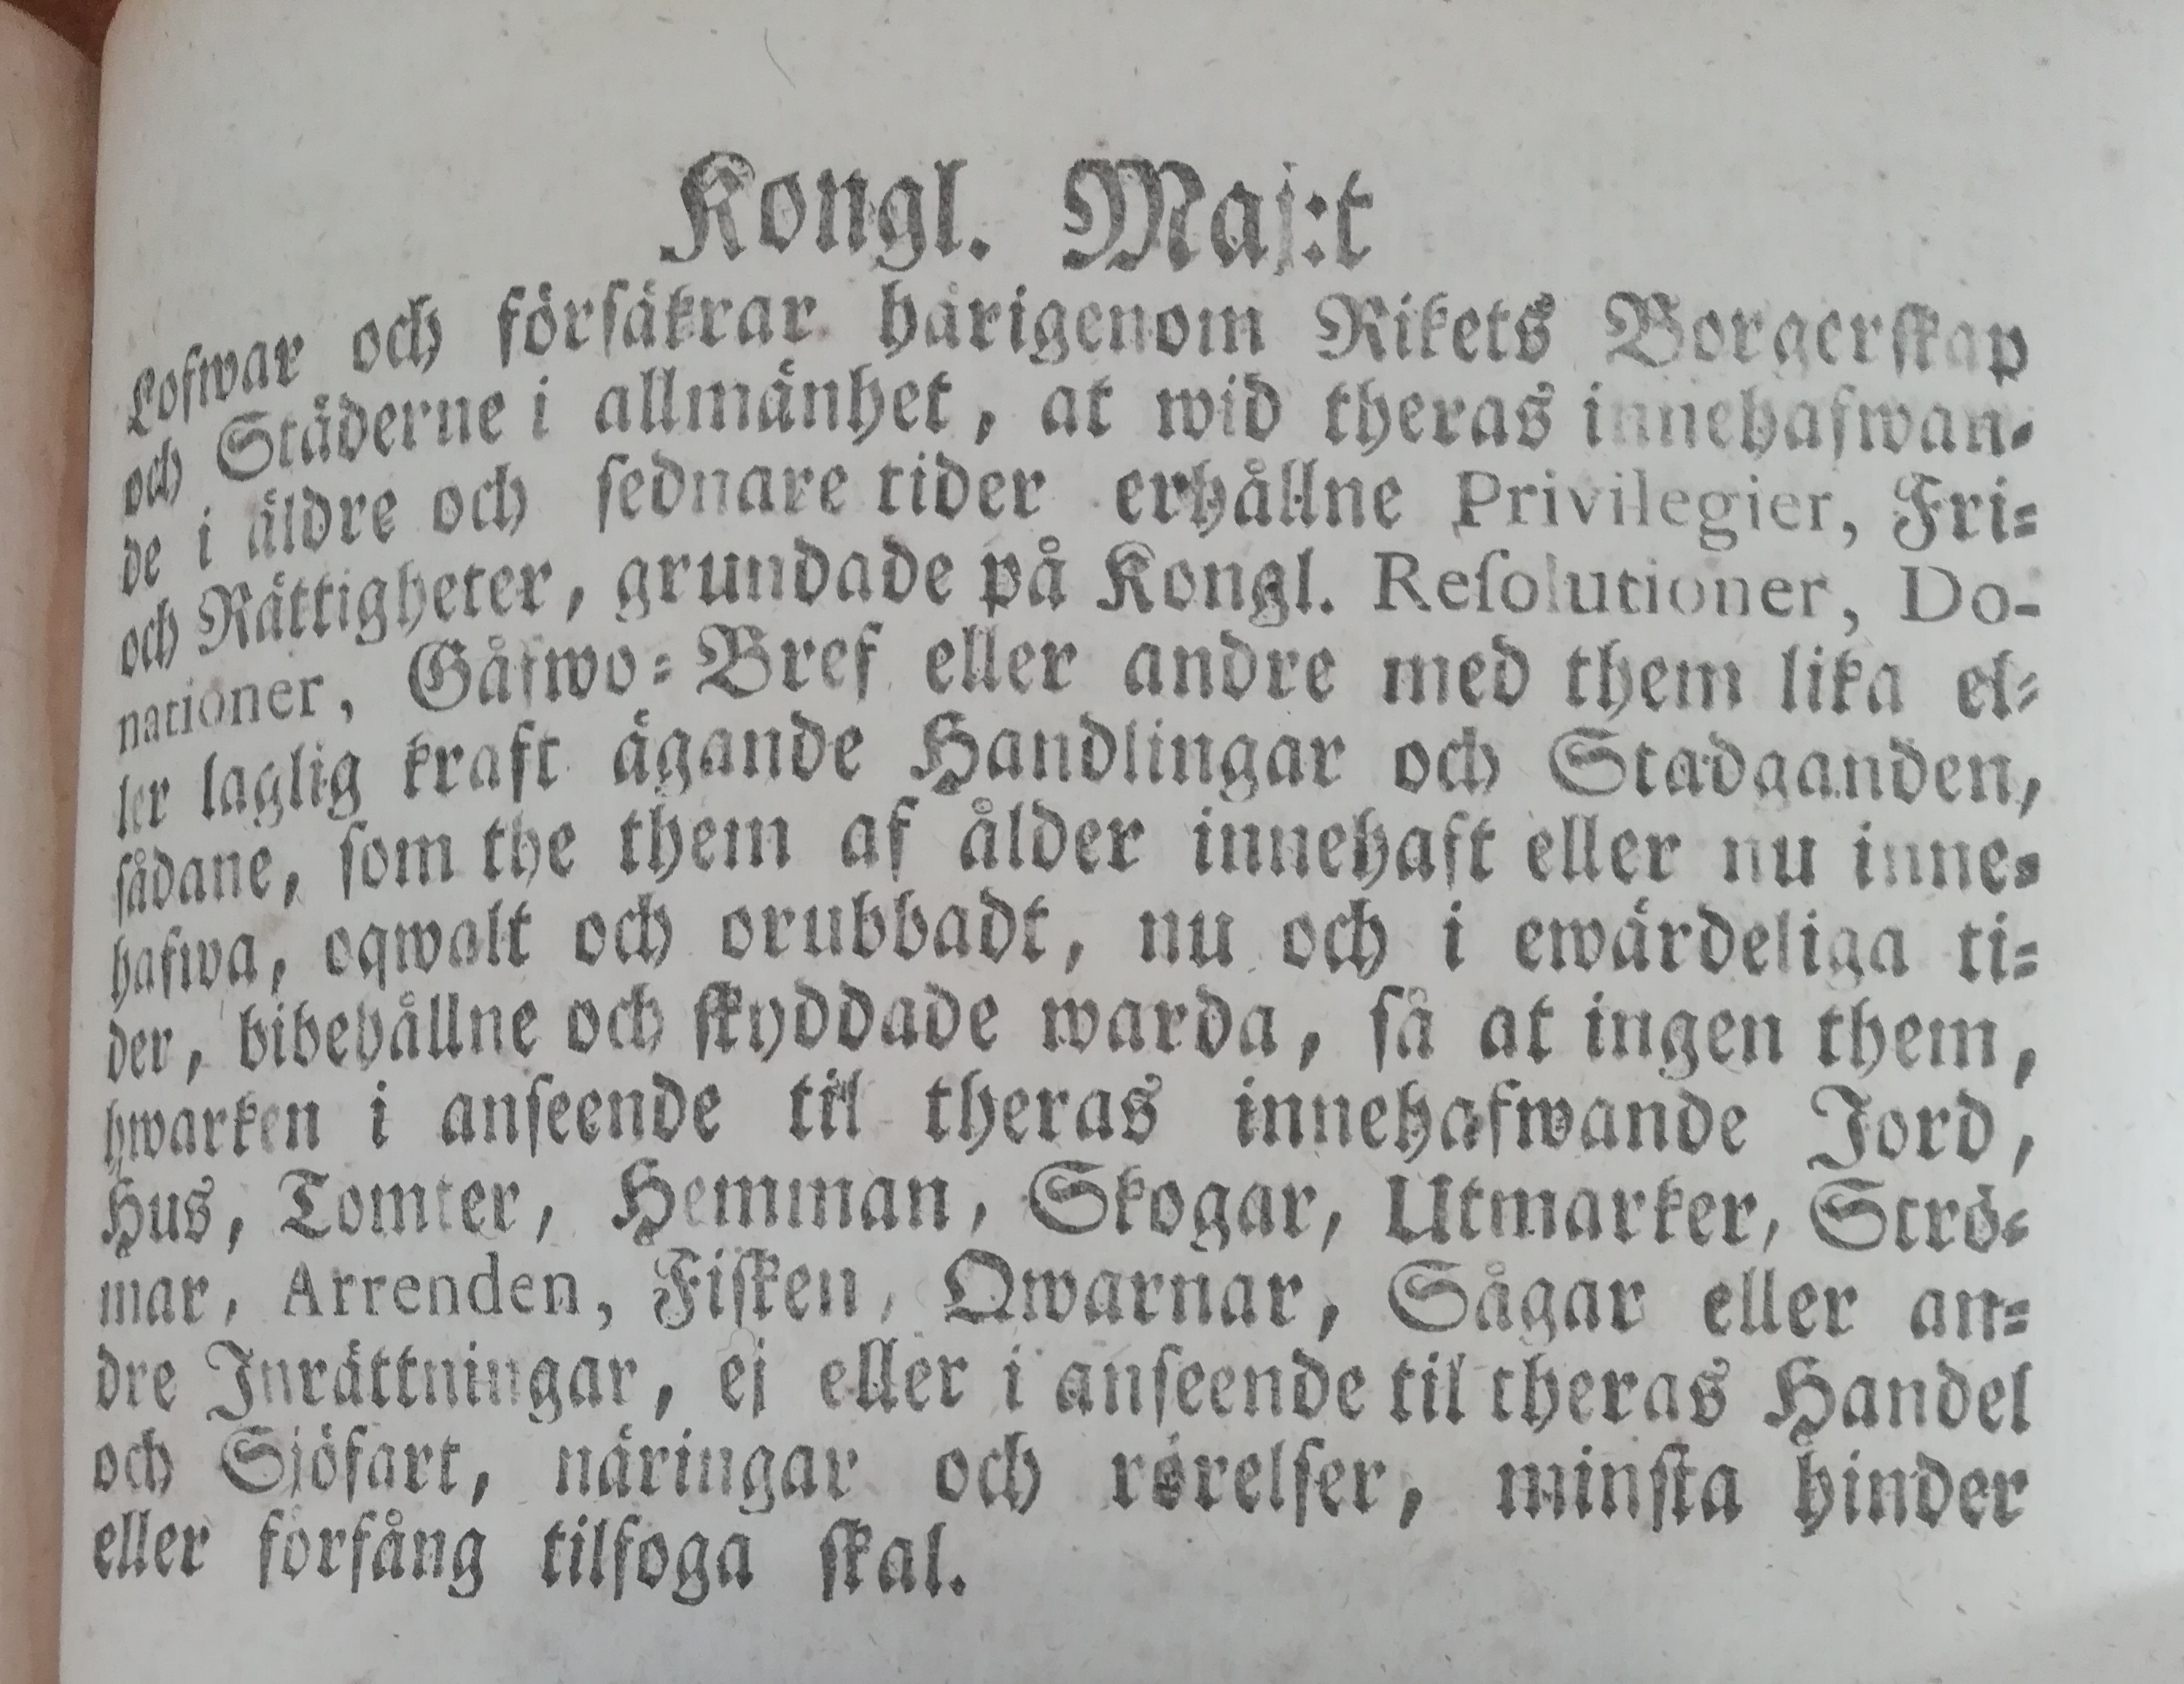 Kongl. Maj:t
Lofwar och försäkrar härigenom Rikets Borgerskap
och Städerne i allmänhet, at wid theras innehafwan-
de i äldre och sednare tider erhållne Privilegier, Fri-
och Rättigheter, grundade på Kongl. Reſolutioner, Do-
nationer, Gåfwo-Bref eller andre med them lika el-
ler laglig kraft ägande Handlingar och Stadganden,
ſådane, ſom the them af ålder innehaft eller nu inne-
hafwa, oqwalt och orubbadt, nu och i ewärdeliga ti-
der, bibehållne och ſkyddade warda, ſå at ingen them,
hwarken i anſeende til theras innehafwande Jord,
Hus, Tomter, Hemman, Skogar, Utmarker, Strö-
mar, Arrenden, Fiſken, Qwarnar, Sågar eller an-
dre Inrättningar, ej eller i anſeende til theras Handel
och Sjöfart, näringar och rörelſer, minſta hinder
eller förfång tilfoga ſkal.